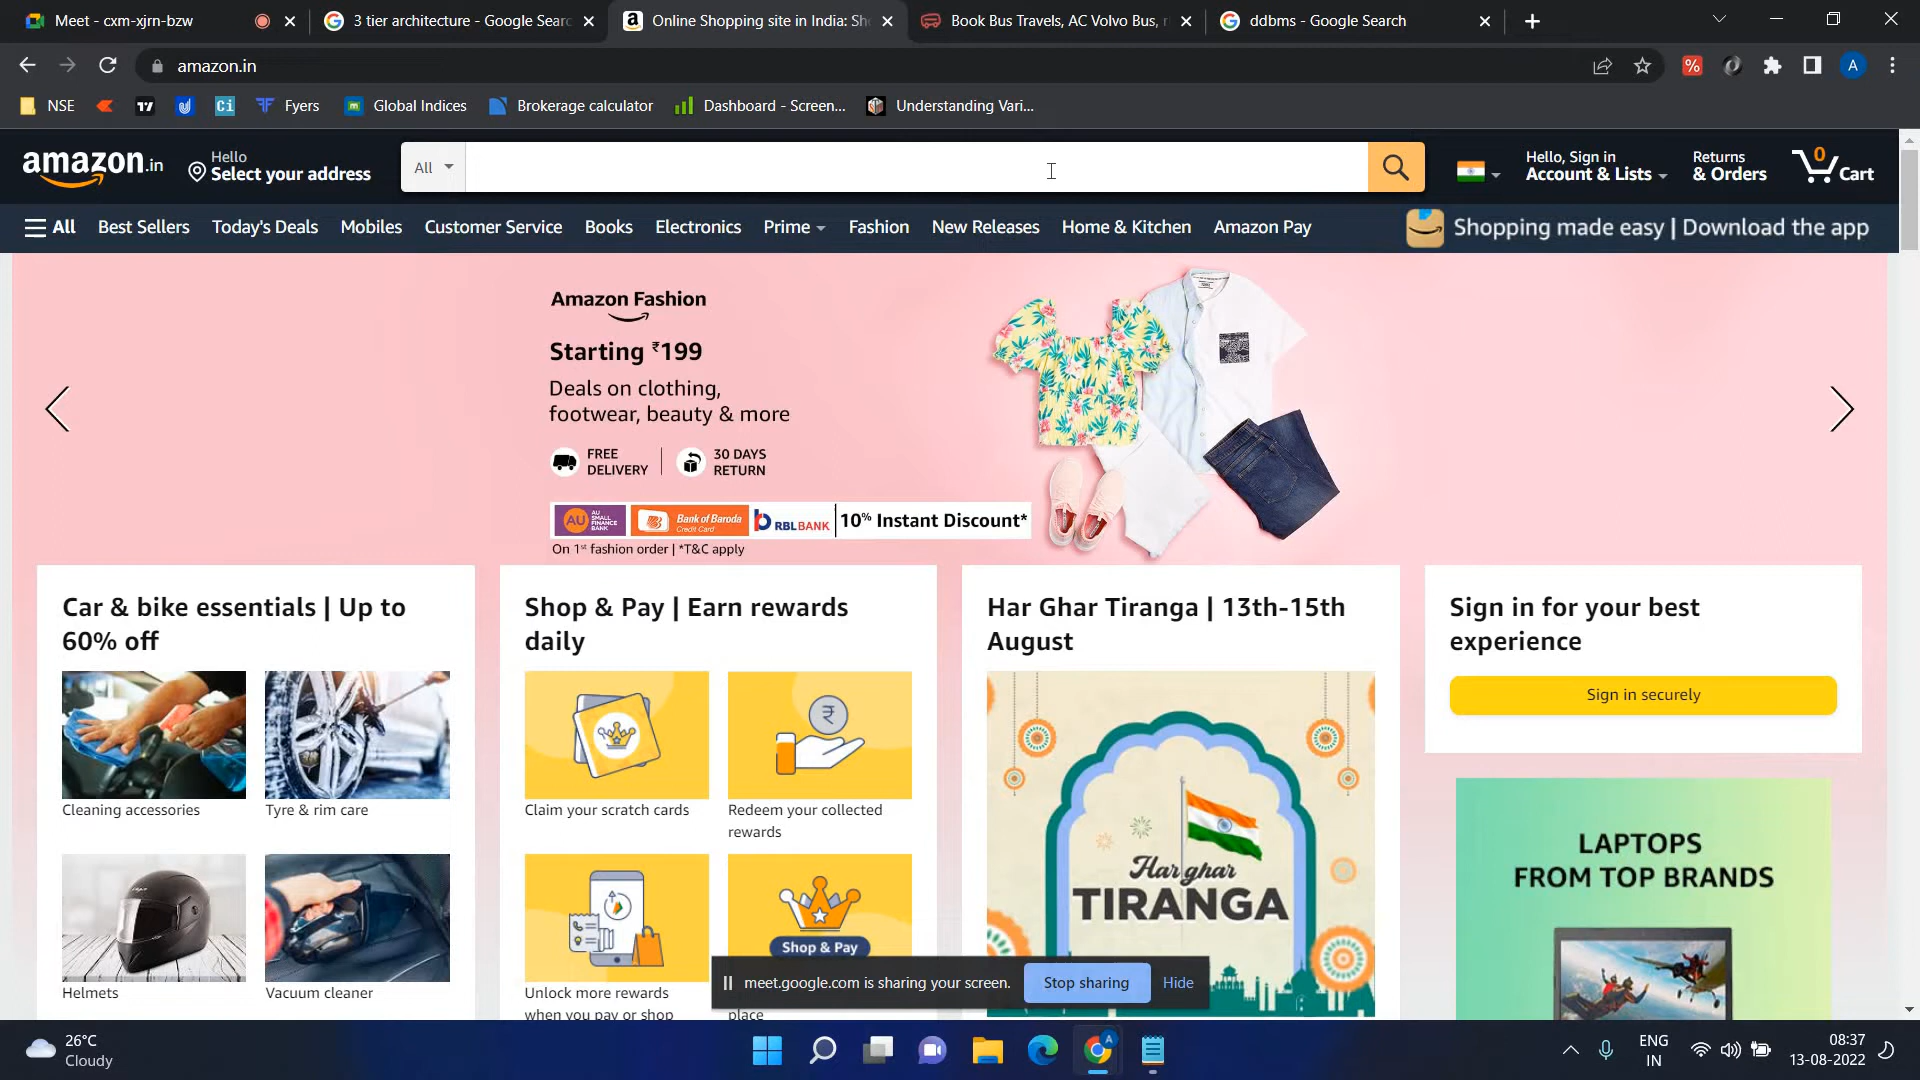 Meet - cxm-xjrn-bzw
3 tier architecture - Google Searc
Online Shopping site in India: Sh
Book Bus Travels, AC Volvo Bus, r
ddbms - Google Search
amazon.in
A
NSE
Ci
Fyers
Global Indices
Brokerage calculator
Dashboard - Screen...
Understanding Vari...
amazon.in
Hello
Select your address
All
Hello, Sign in
Account & Lists
Returns
& Orders
0
Cart
All
Best Sellers
Today's Deals
Mobiles
Customer Service
Books
Electronics
Prime
Fashion
New Releases
Home & Kitchen
Amazon Pay
Shopping made easy | Download the app
Amazon Fashion
Starting ₹199
Deals on clothing,
footwear, beauty & more
FREE
DELIVERY
30 DAYS
RETURN
AU SMALL FINANCE BANK
Bank of Baroda
Credit Card
RBL BANK
10% Instant Discount*
On 1st fashion order | *T&C apply
Car & bike essentials | Up to
60% off
Cleaning accessories
Tyre & rim care
Helmets
Vacuum cleaner
Shop & Pay | Earn rewards
daily
Claim your scratch cards
Redeem your collected
rewards
Shop & Pay
Unlock more rewards
when you pay or shop
place
Har Ghar Tiranga | 13th-15th
August
Har ghar
TIRANGA
Sign in for your best
experience
Sign in securely
LAPTOPS
FROM TOP BRANDS
meet.google.com is sharing your screen.
Stop sharing
Hide
26°C
Cloudy
A
ENG
IN
08:37
13-08-2022